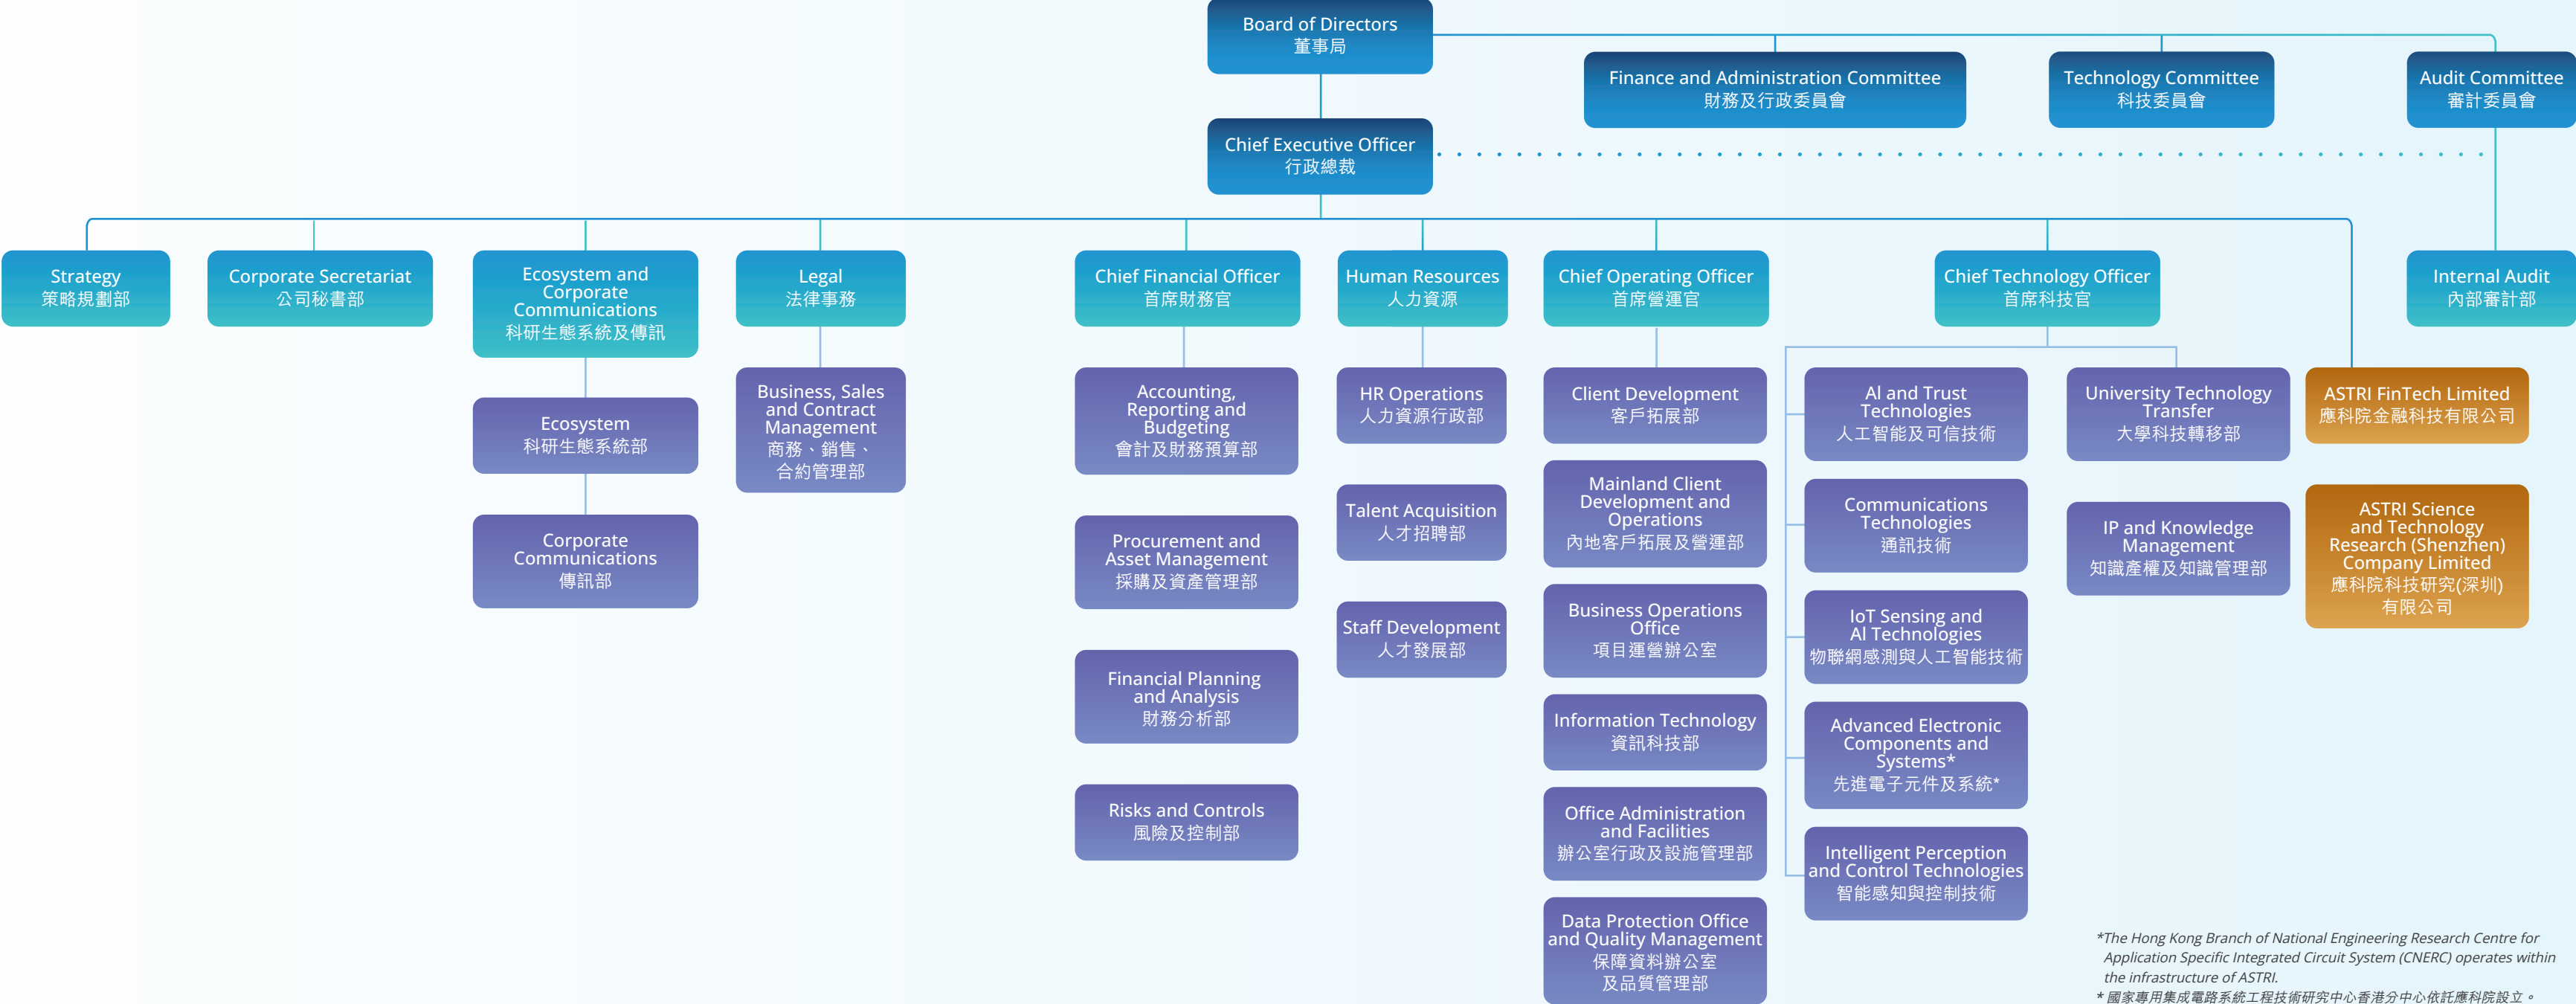 Board of Directors
董事局
Finance and Administration Committee
財務及行政委員會
Technology Committee
科技委員會
Audit Committee
審計委員會
Chief Executive Officer
行政總裁
Strategy
策略規劃部
Corporate Secretariat
公司秘書部
Ecosystem and
Corporate
Communications
科研生態系統及傳訊
Legal
法律事務
Chief Financial Officer
首席財務官
Human Resources
人力資源
Chief Operating Officer
首席營運官
Chief Technology Officer
首席科技官
Internal Audit
內部審計部
Ecosystem
科研生態系統部
Corporate
Communications
傳訊部
Business, Sales
and Contract
Management
商務、銷售、
合約管理部
Accounting,
Reporting and
Budgeting
會計及財務預算部
Procurement and
Asset Management
採購及資產管理部
Financial Planning
and Analysis
財務分析部
Risks and Controls
風險及控制部
HR Operations
人力資源行政部
Talent Acquisition
人才招聘部
Staff Development
人才發展部
Client Development
客戶拓展部
Mainland Client
Development and
Operations
內地客戶拓展及營運部
Business Operations
Office
項目運營辦公室
Information Technology
資訊科技部
Office Administration
and Facilities
辦公室行政及設施管理部
Data Protection Office
and Quality Management
保障資料辦公室
及品質管理部
AI and Trust
Technologies
人工智能及可信技術
Communications
Technologies
通訊技術
IoT Sensing and
AI Technologies
物聯網感測與人工智能技術
Advanced Electronic
Components and
Systems*
先進電子元件及系統*
Intelligent Perception
and Control Technologies
智能感知與控制技術
University Technology
Transfer
大學科技轉移部
IP and Knowledge
Management
知識產權及知識管理部
ASTRI FinTech Limited
應科院金融科技有限公司
ASTRI Science
and Technology
Research (Shenzhen)
Company Limited
應科院科技研究(深圳)
有限公司
*The Hong Kong Branch of National Engineering Research Centre for
Application Specific Integrated Circuit System (CNERC) operates within
the infrastructure of ASTRI.
* 國家專用集成電路系統工程技術研究中心香港分中心依託應科院設立。